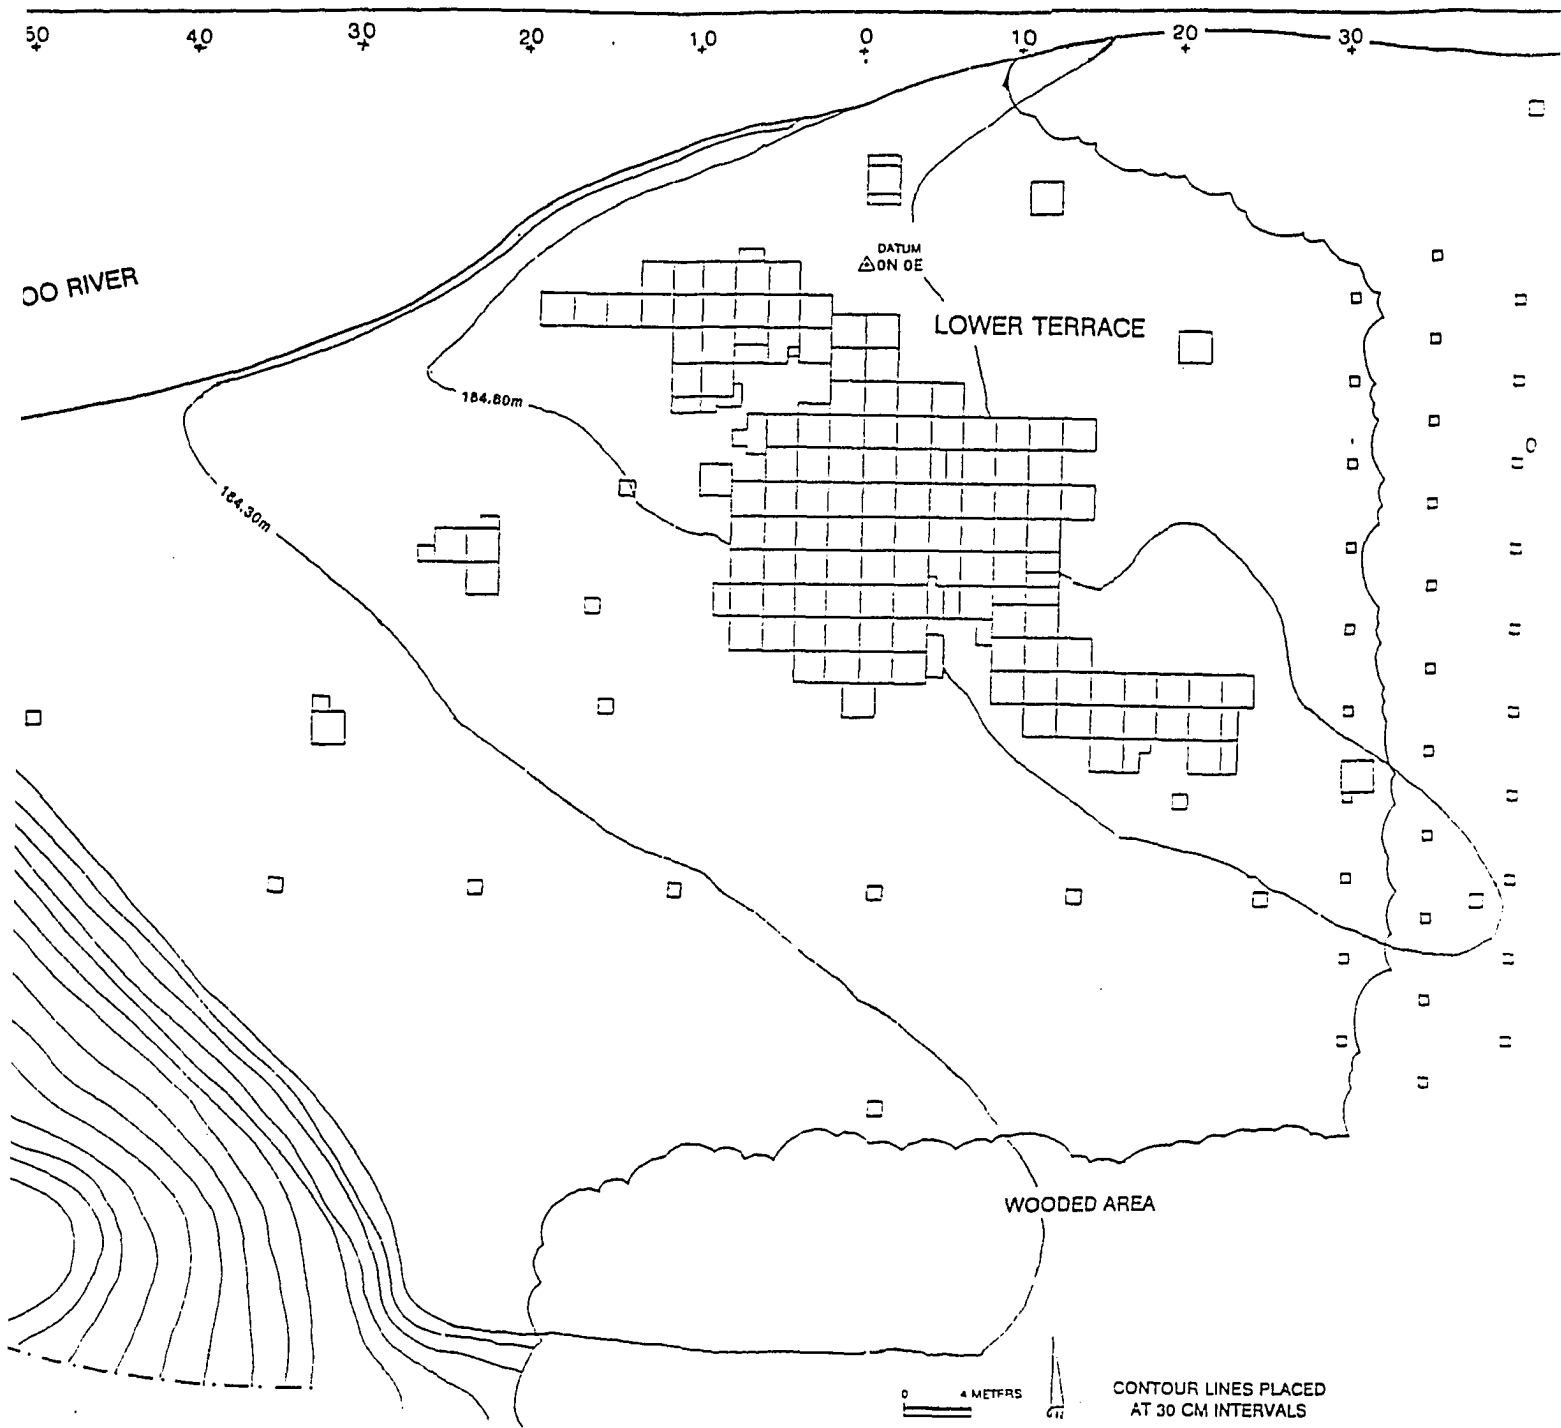 50 40 30 20 10 0 10 20 30
DATUM
0N 0E
OO RIVER
LOWER TERRACE
184.60m
184.30m
WOODED AREA
0 4 METERS
CONTOUR LINES PLACED
AT 30 CM INTERVALS